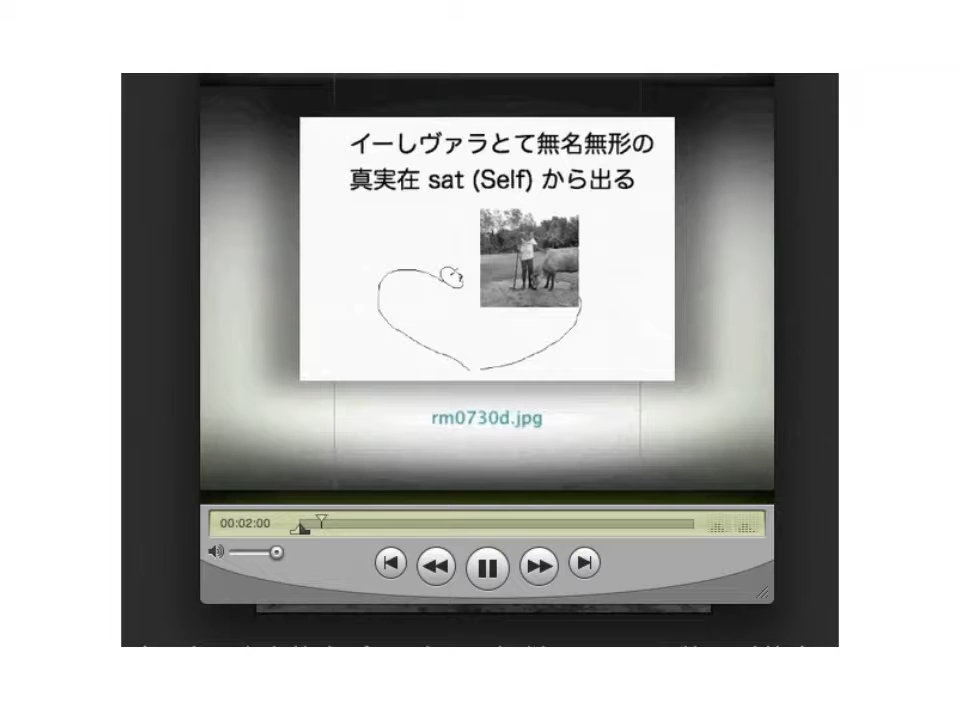 イーしヴァラとて無名無形の
真実在 sat (Self) から出る
rm0730d.jpg
00:02:00